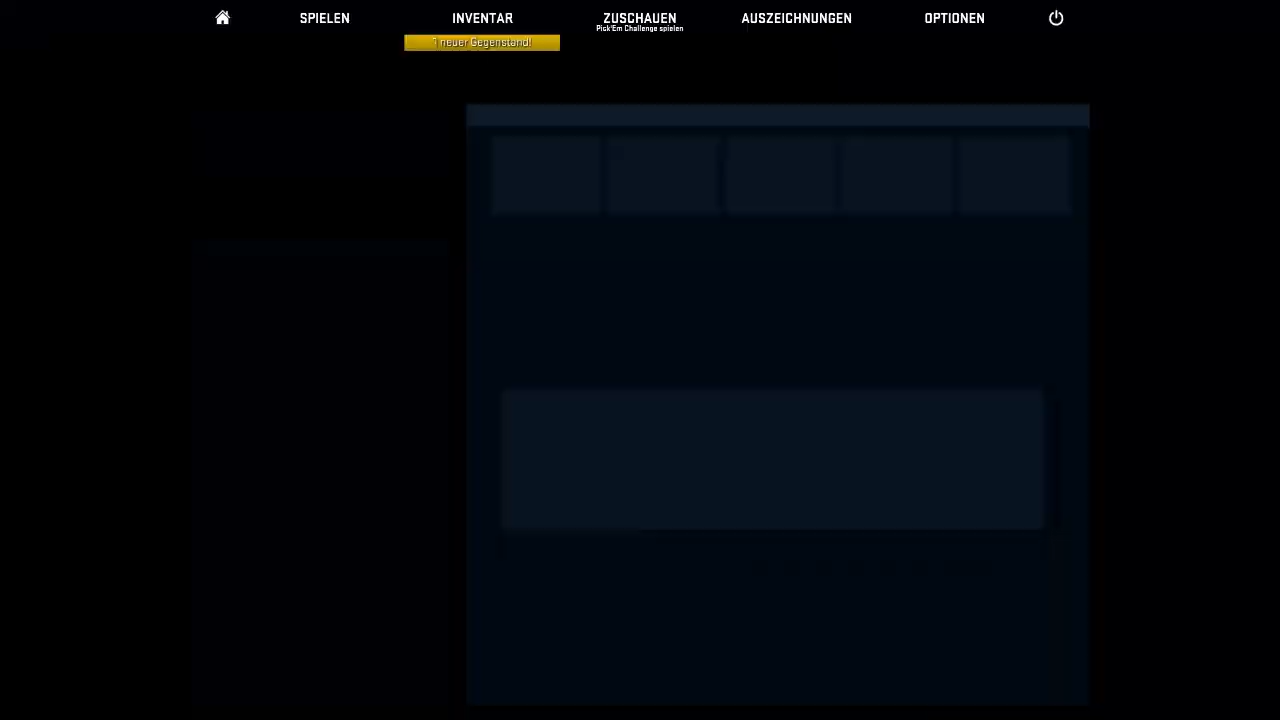 SPIELEN
INVENTAR
ZUSCHAUEN
AUSZEICHNUNGEN
OPTIONEN
Pick'Em Challenge spielen
1 neuer Gegenstand!